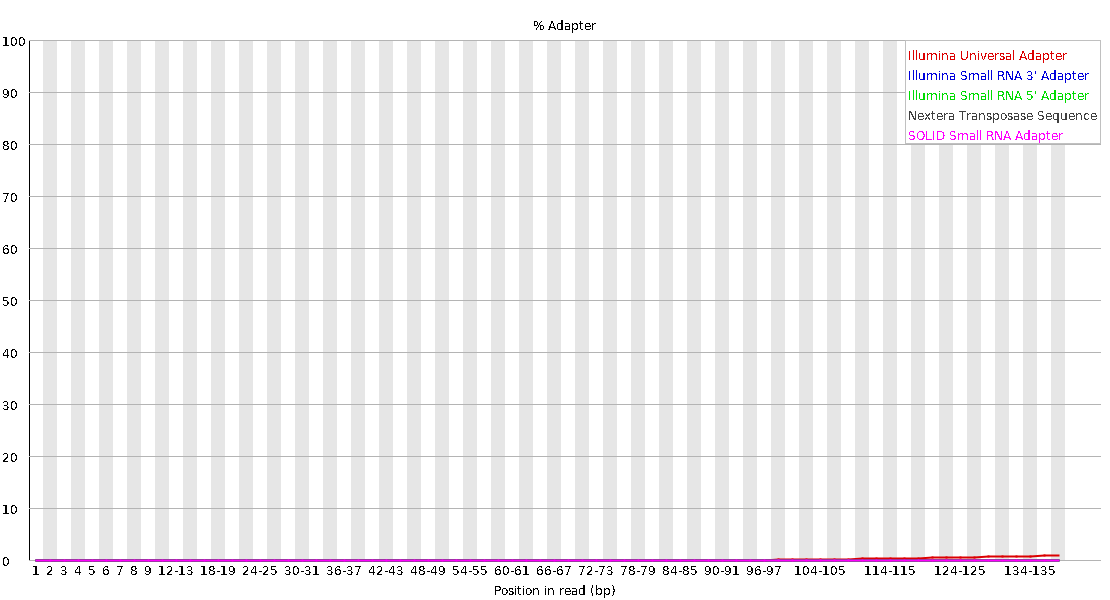 % Adapter
100
90
80
70
60
50
40
30
20
10
0
Illumina Universal Adapter
Illumina Small RNA 3' Adapter
Illumina Small RNA 5' Adapter
Nextera Transposase Sequence
SOLID Small RNA Adapter
1 2 3 4 5 6 7 8 9 12-13 18-19 24-25 30-31 36-37 42-43 48-49 54-55 60-61 66-67 72-73 78-79 84-85 90-91 96-97 104-105 114-115 124-125 134-135
Position in read (bp)